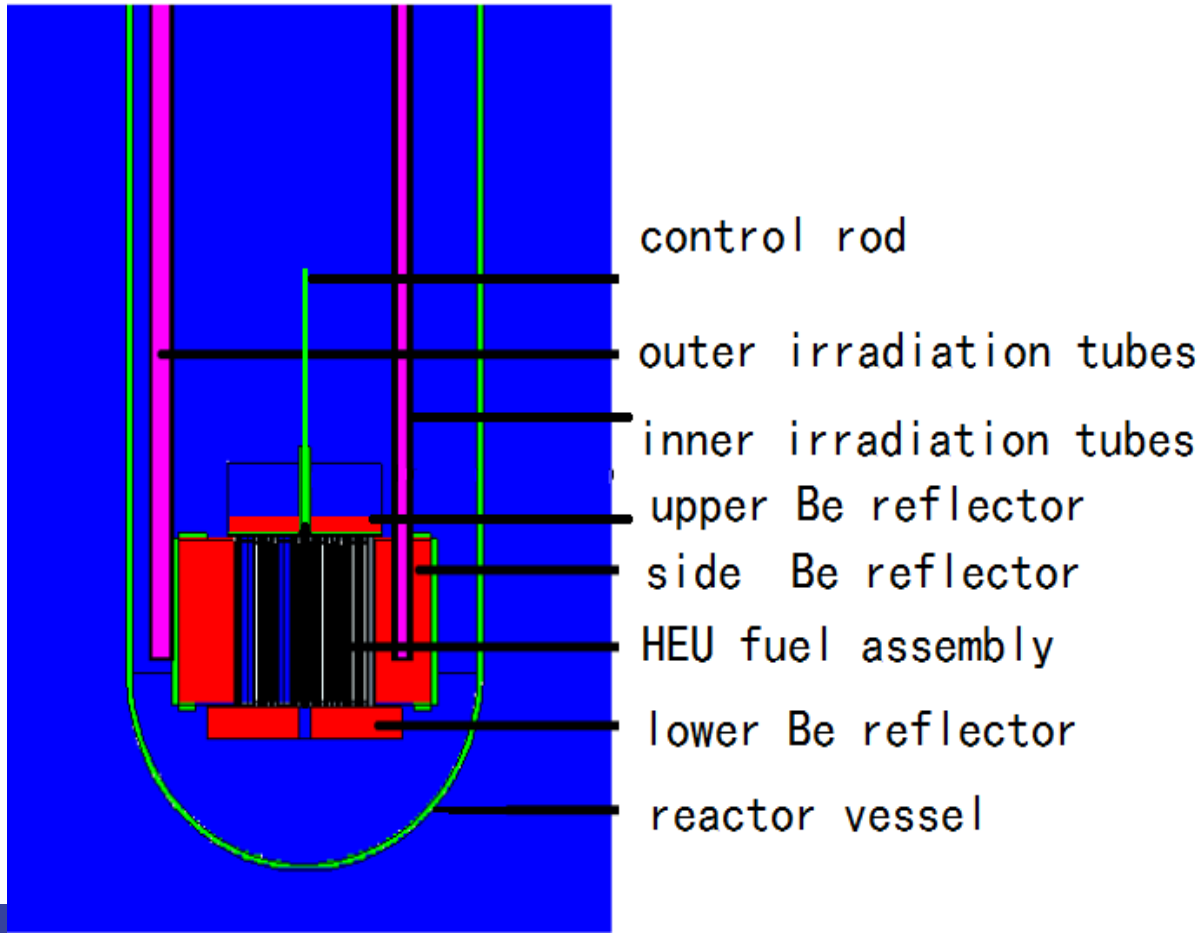 control rod
outer irradiation tubes
inner irradiation tubes
upper Be reflector
side  Be reflector
HEU fuel assembly
lower Be reflector
reactor vessel